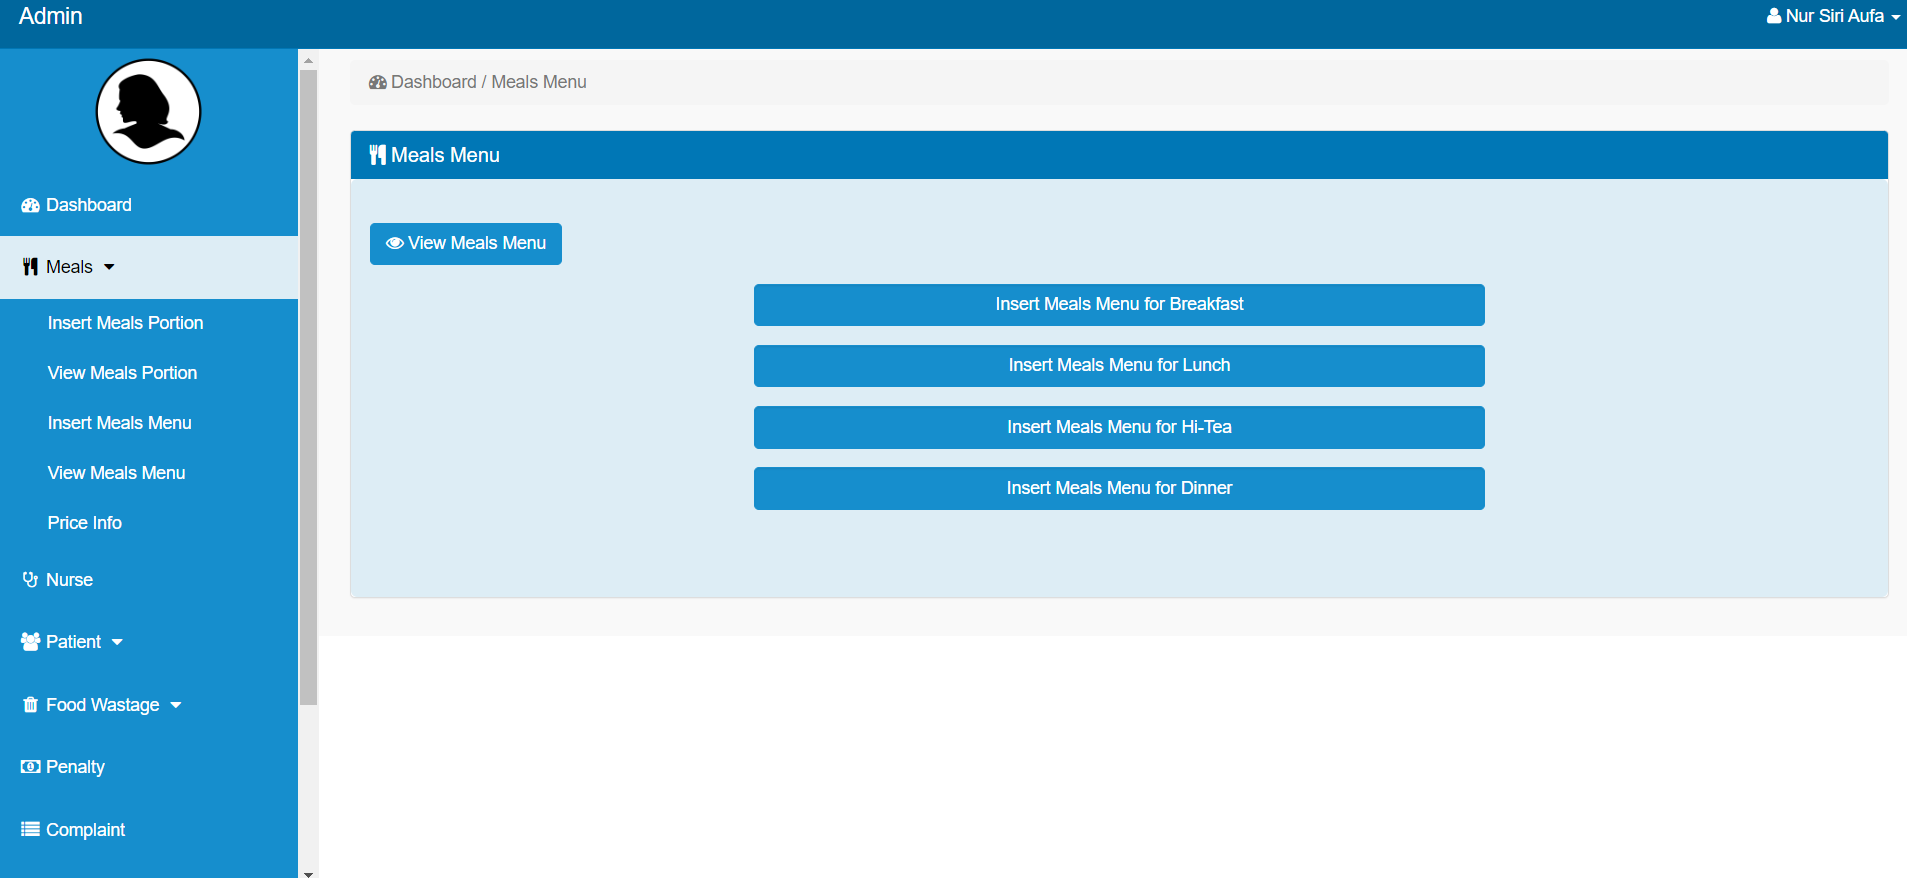 Admin
Nur Siri Aufa
Dashboard
Meals
Insert Meals Portion
View Meals Portion
Insert Meals Menu
View Meals Menu
Price Info
Nurse
Patient
Food Wastage
Penalty
Complaint
Dashboard / Meals Menu
Meals Menu
View Meals Menu
Insert Meals Menu for Breakfast
Insert Meals Menu for Lunch
Insert Meals Menu for Hi-Tea
Insert Meals Menu for Dinner